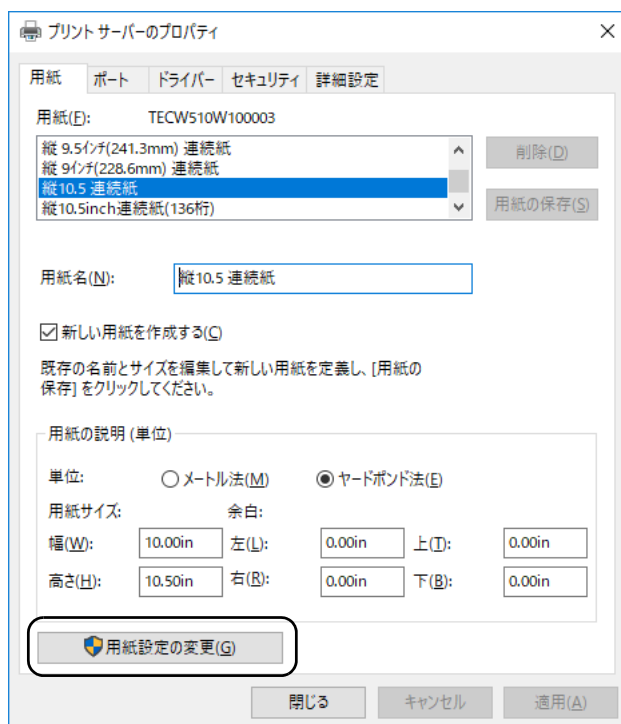 プリント サーバーのプロパティ
用紙 ポート ドライバー セキュリティ 詳細設定
用紙(F): TECW510W100003
縦 9.5インチ(241.3mm) 連続紙
縦 9インチ(228.6mm) 連続紙
縦10.5 連続紙
縦10.5inch連続紙(136桁)
削除(D)
用紙の保存(S)
用紙名(N): 縦10.5 連続紙
新しい用紙を作成する(C)
既存の名前とサイズを編集して新しい用紙を定義し、[用紙の
保存] をクリックしてください。
用紙の説明 (単位)
単位: メートル法(M) ヤードポンド法(E)
用紙サイズ: 余白:
幅(W): 10.00in 左(L): 0.00in 上(T): 0.00in
高さ(H): 10.50in 右(R): 0.00in 下(B): 0.00in
用紙設定の変更(G)
閉じる キャンセル 適用(A)